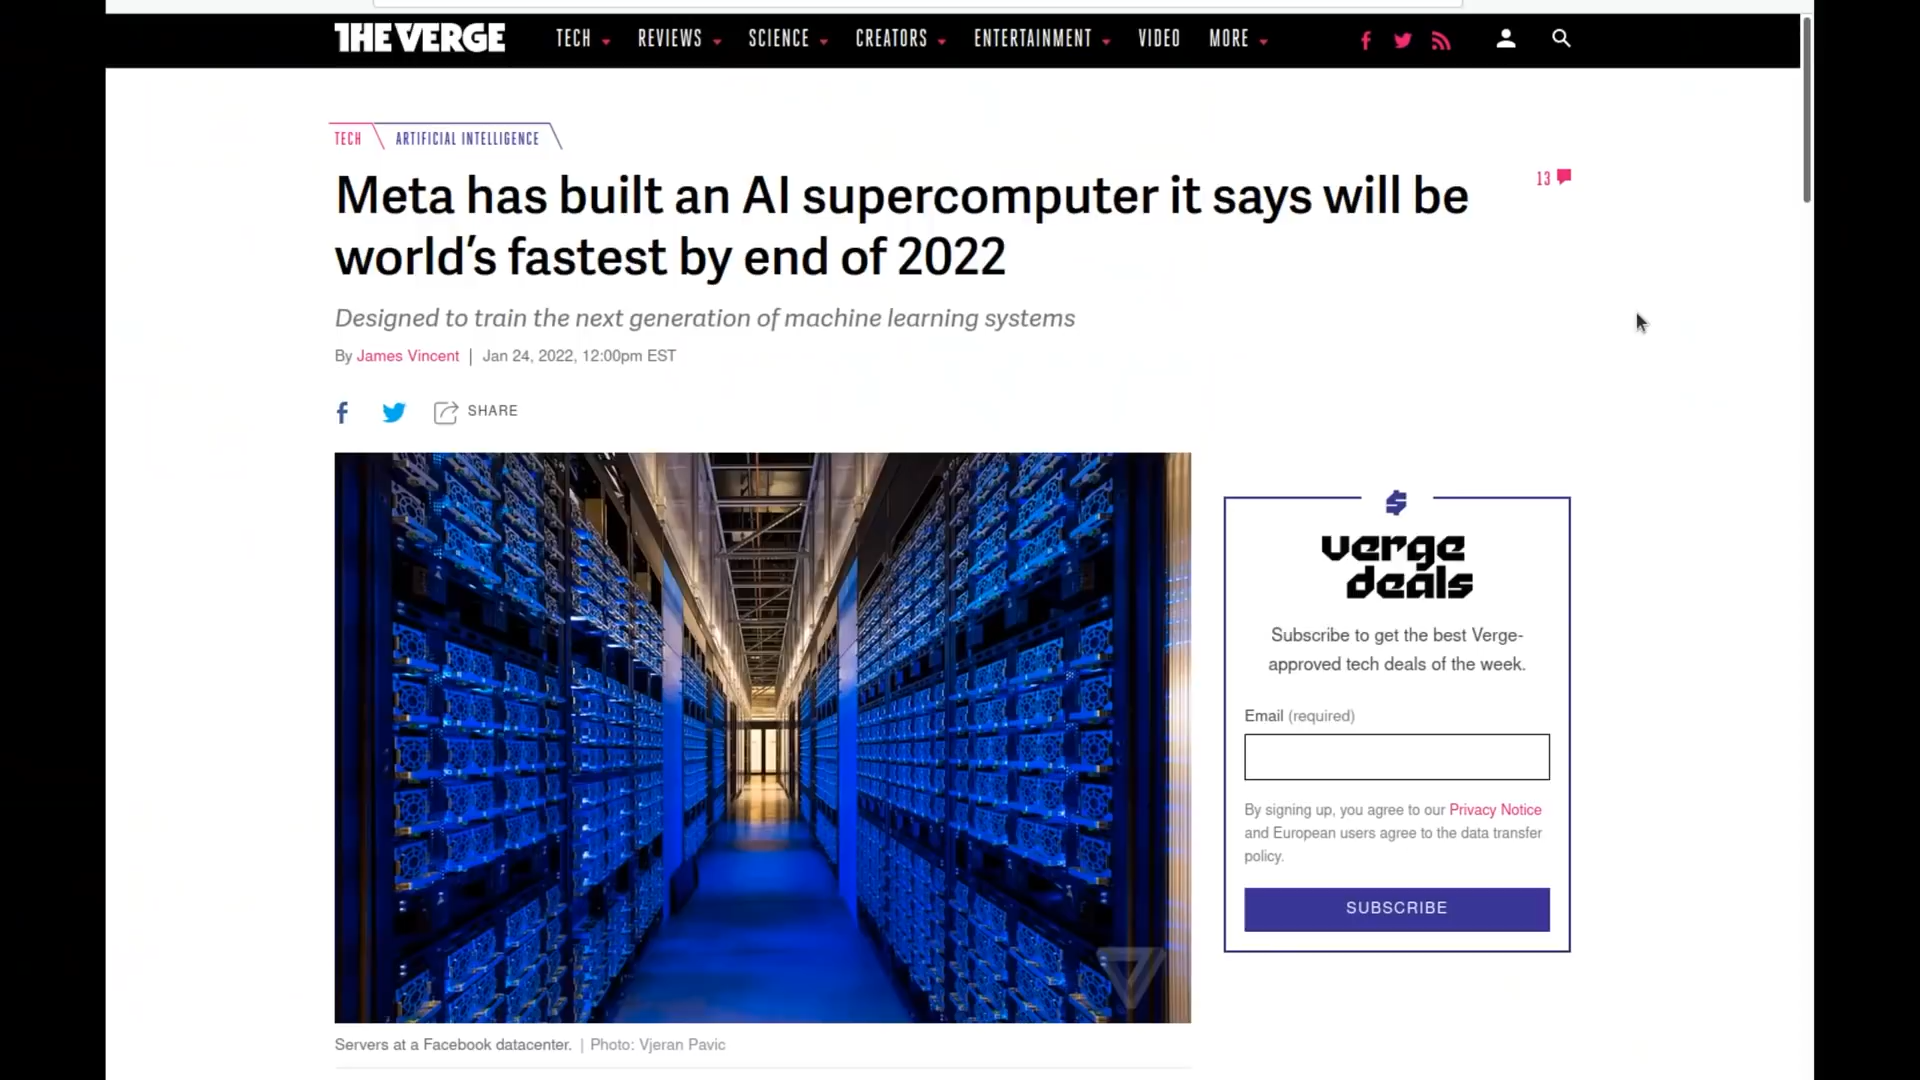 THE VERGE
TECH REVIEWS SCIENCE CREATORS ENTERTAINMENT VIDEO MORE
TECH ARTIFICIAL INTELLIGENCE
Meta has built an AI supercomputer it says will be
world’s fastest by end of 2022
13
Designed to train the next generation of machine learning systems
By James Vincent | Jan 24, 2022, 12:00pm EST
SHARE
verge
deals
Subscribe to get the best Verge-
approved tech deals of the week.
Email (required)
By signing up, you agree to our Privacy Notice
and European users agree to the data transfer
policy.
SUBSCRIBE
Servers at a Facebook datacenter. | Photo: Vjeran Pavic